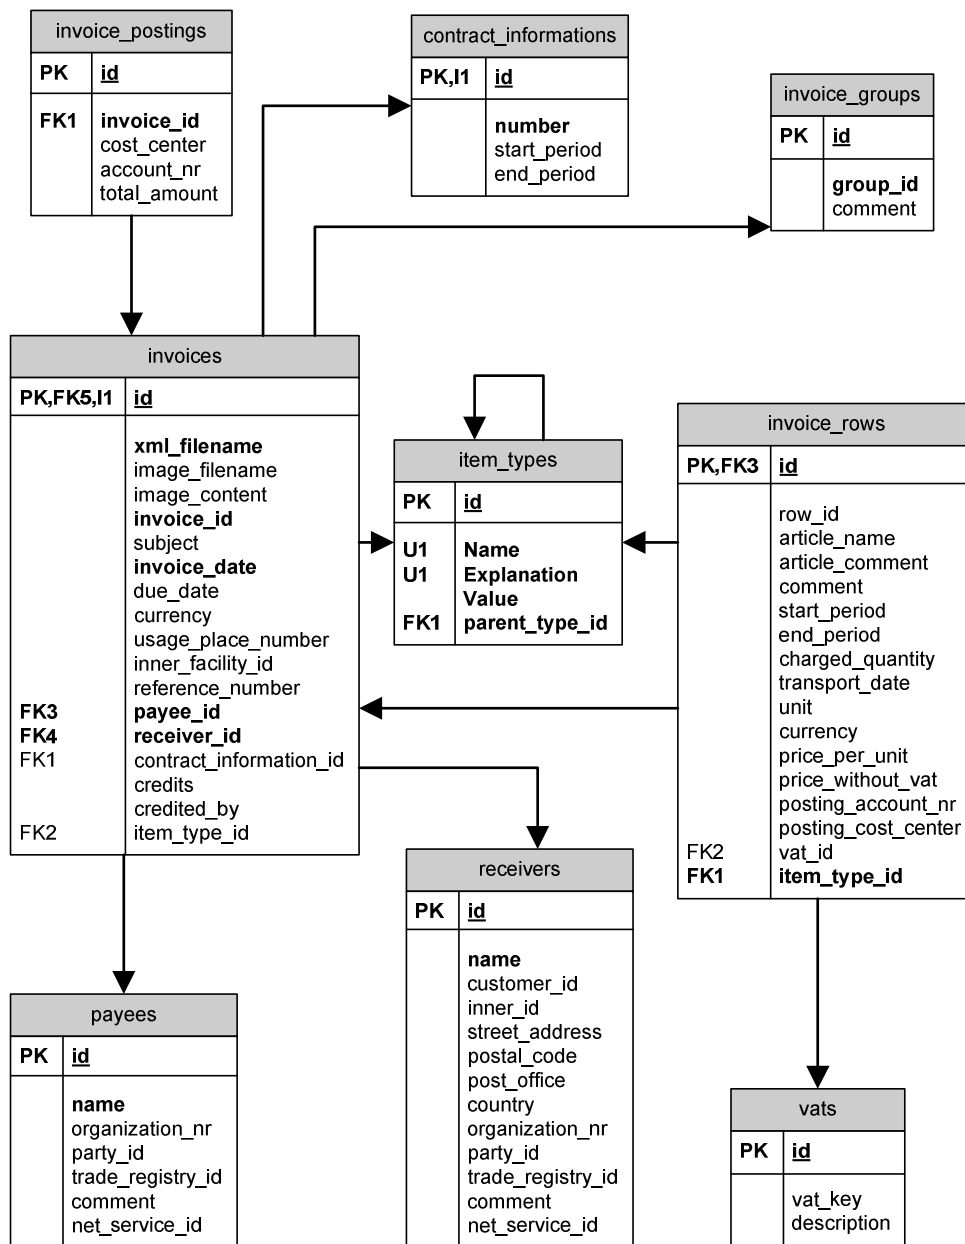 invoice_postings
PK id
FK1 invoice_id
cost_center
account_nr
total_amount
contract_informations
PK,I1 id
number
start_period
end_period
invoice_groups
PK id
group_id
comment
invoices
PK,FK5,I1 id
xml_filename
image_filename
image_content
invoice_id
subject
invoice_date
due_date
currency
usage_place_number
inner_facility_id
reference_number
FK3 payee_id
FK4 receiver_id
FK1 contract_information_id
credits
credited_by
FK2 item_type_id
item_types
PK id
U1 Name
U1 Explanation
Value
FK1 parent_type_id
invoice_rows
PK,FK3 id
row_id
article_name
article_comment
comment
start_period
end_period
charged_quantity
transport_date
unit
currency
price_per_unit
price_without_vat
posting_account_nr
posting_cost_center
FK2 vat_id
FK1 item_type_id
payees
PK id
name
organization_nr
party_id
trade_registry_id
comment
net_service_id
receivers
PK id
name
customer_id
inner_id
street_address
postal_code
post_office
country
organization_nr
party_id
trade_registry_id
comment
net_service_id
vats
PK id
vat_key
description